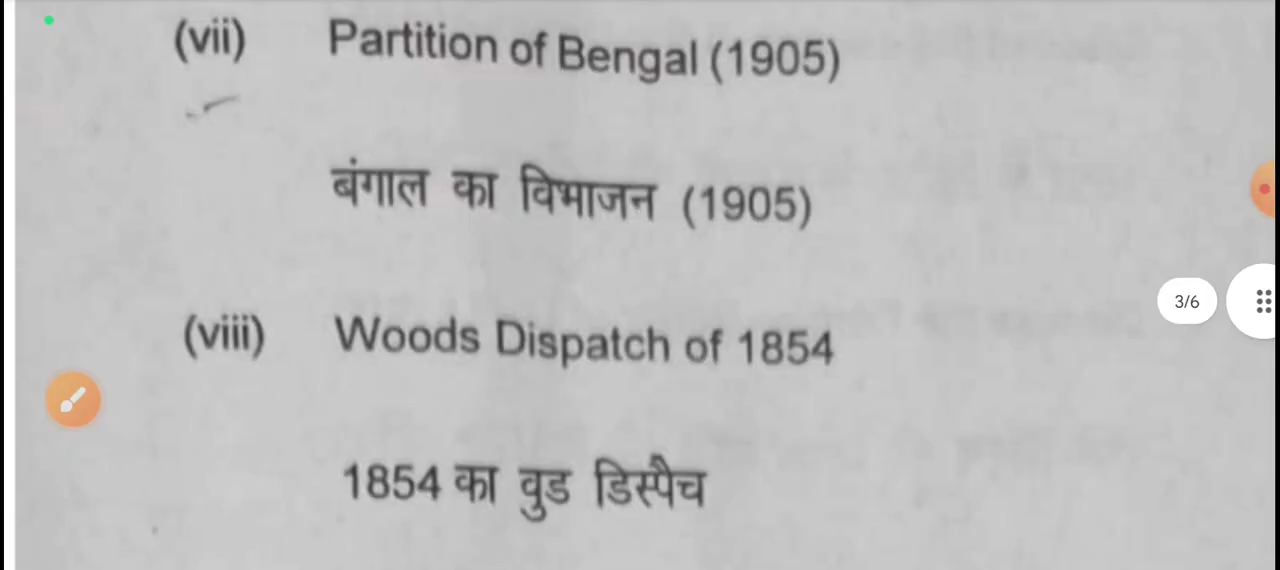 (vii) Partition of Bengal (1905)
बंगाल का विभाजन (1905)
3/6
(viii) Woods Dispatch of 1854
1854 का वुड डिस्पैच